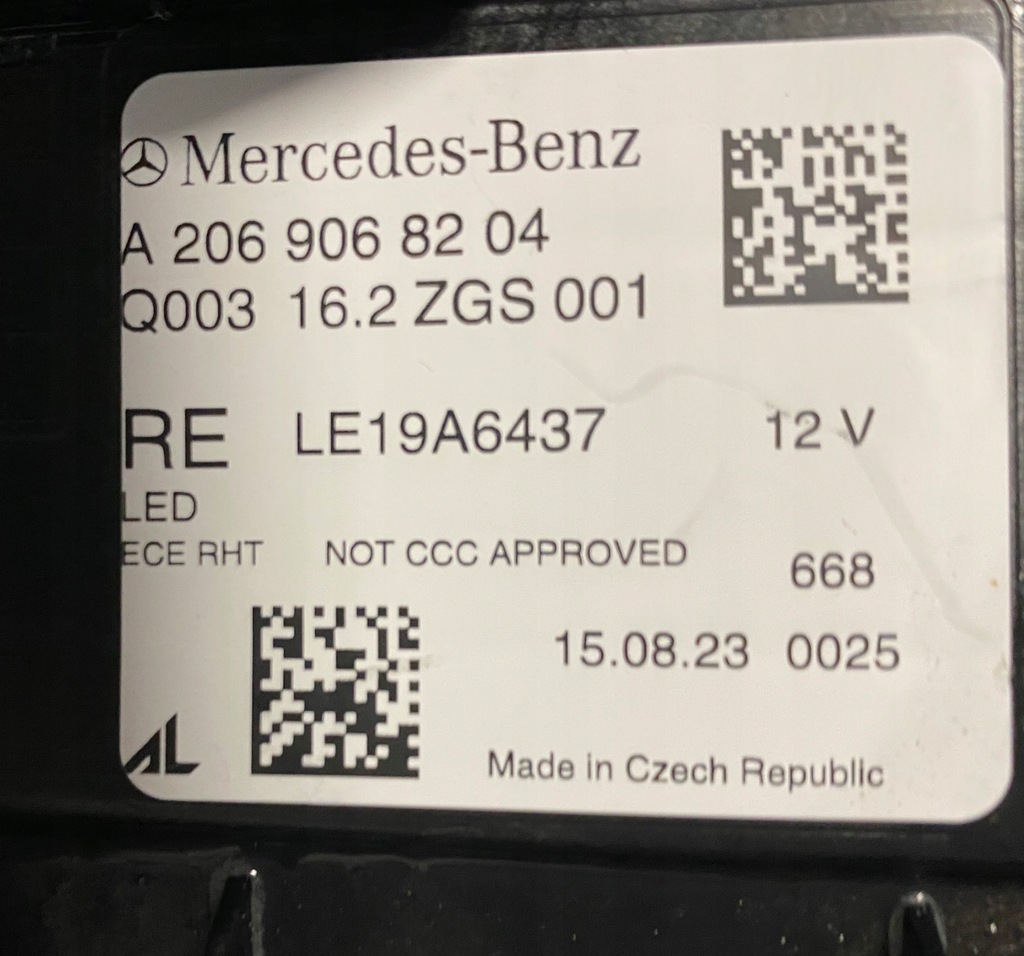 Mercedes-Benz
A 206 906 82 04
Q003 16.2 ZGS 001
RE LE19A6437 12 V
LED
ECE RHT NOT CCC APPROVED 668
15.08.23 0025
AL
Made in Czech Republic